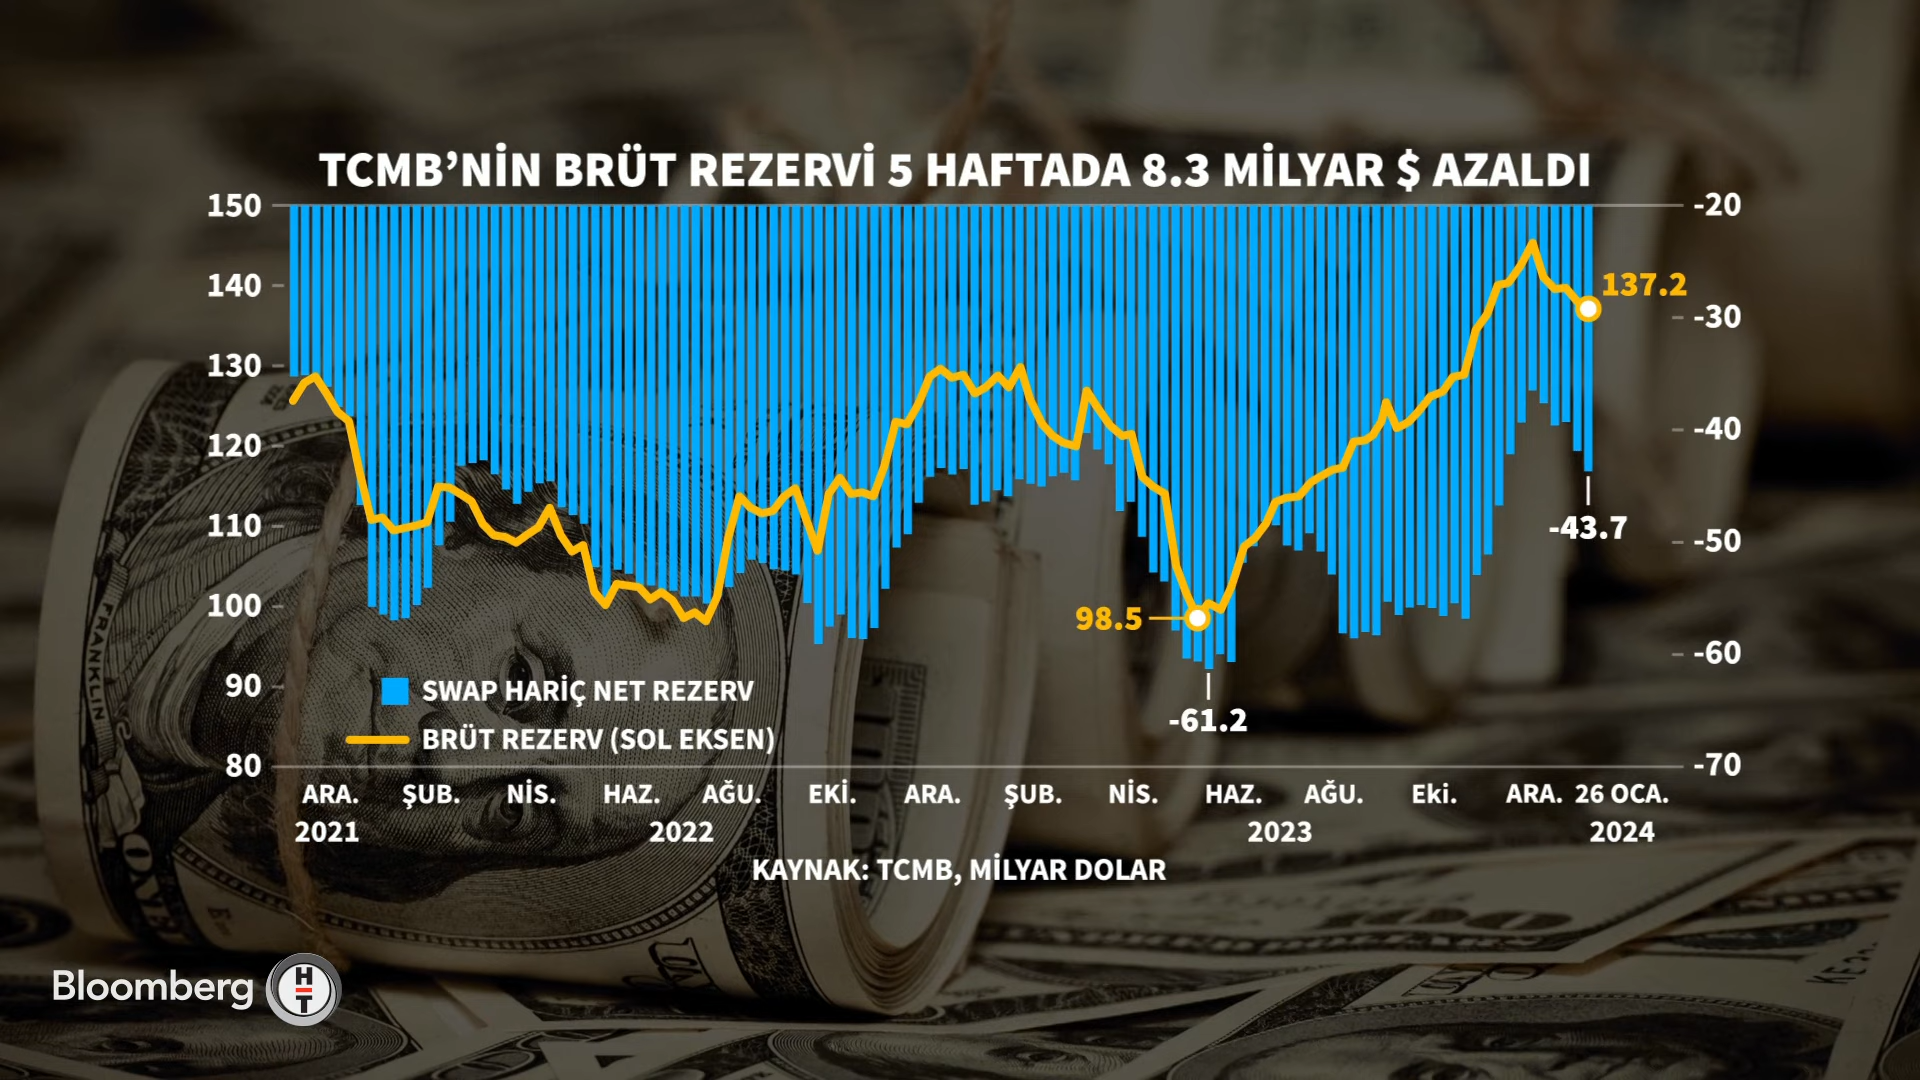 TCMB'NİN BRÜT REZERVİ 5 HAFTADA 8.3 MİLYAR $ AZALDI
150
140
130
120
110
100
90
80
-20
-30
-40
-50
-60
-70
137.2
-43.7
98.5
-61.2
SWAP HARİÇ NET REZERV
BRÜT REZERV (SOL EKSEN)
ARA. ŞUB. NİS. HAZ. AĞU. EKİ. ARA. ŞUB. NİS. HAZ. AĞU. Eki. ARA. 26 OCA.
2021 2022 2023 2024
KAYNAK: TCMB, MİLYAR DOLAR
Bloomberg HT
FRANKLIN
100